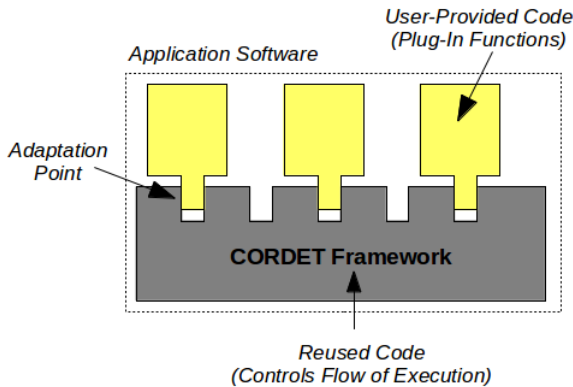 User-Provided Code
(Plug-In Functions)
Application Software
Adaptation
Point
CORDET Framework
Reused Code
(Controls Flow of Execution)